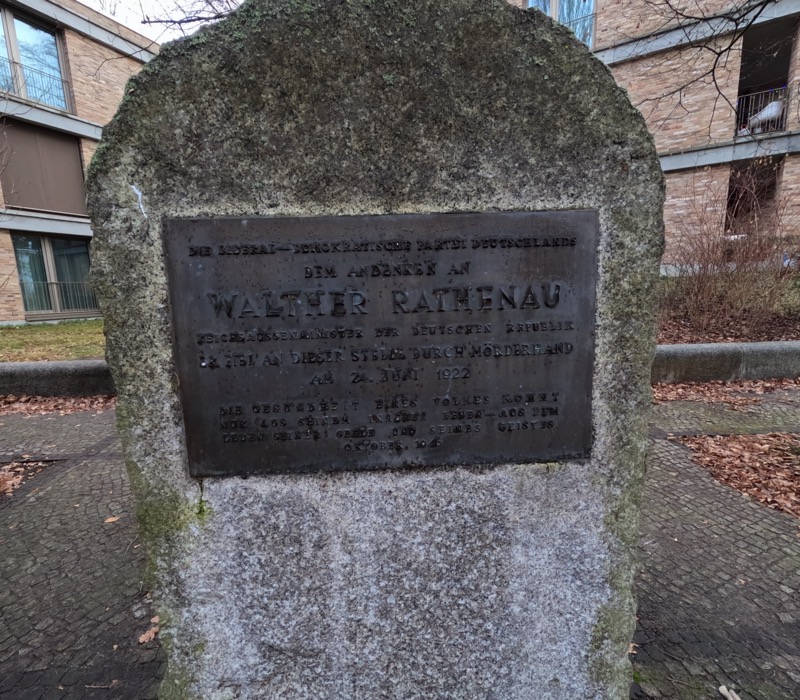 DIE LIBERAL—DEMOKRATISCHE PARTEI DEUTSCHLANDS
DEM ANDENKEN AN
WALTHER RATHENAU
REICHSAUSSENMINISTER DER DEUTSCHEN REPUBLIK
ER FIEL AN DIESER STELLE DURCH MÖRDERHAND
AM 24. JUNI 1922
DIE GESUNDHEIT EINES VOLKES KOMMT
NUR AUS SEINEM INNEREN LEBEN—AUS DEM
LEBEN SEINER SEELE UND SEINES GEISTES
OKTOBER 1946